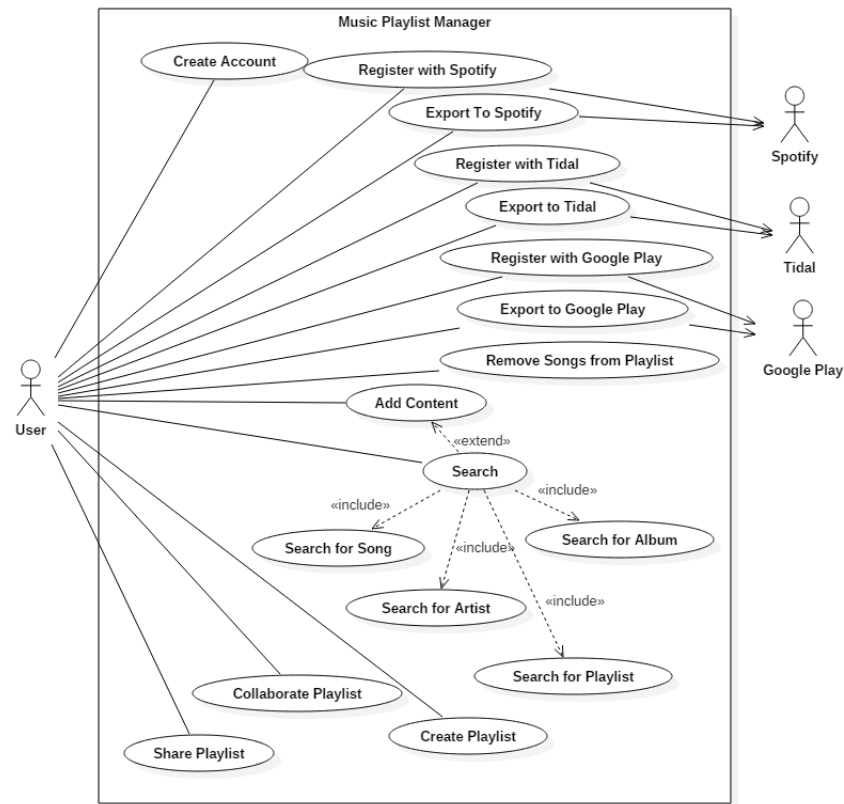 Music Playlist Manager
Create Account
Register with Spotify
Export To Spotify
Spotify
Register with Tidal
Export to Tidal
Tidal
Register with Google Play
Export to Google Play
Google Play
Remove Songs from Playlist
User
Add Content
«extend»
Search
«include»
«include»
Search for Song
«include»
Search for Album
Search for Artist
«include»
Search for Playlist
Collaborate Playlist
Create Playlist
Share Playlist